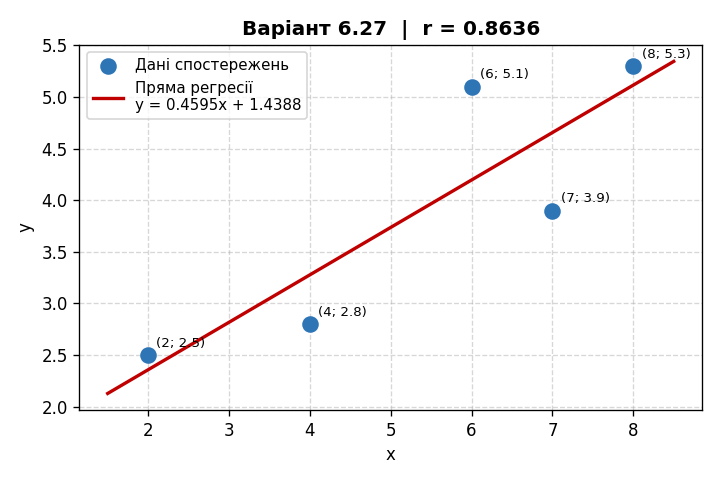 Варіант 6.27 | r = 0.8636
Дані спостережень
Пряма регресії
y = 0.4595x + 1.4388
(2; 2.5)
(4; 2.8)
(6; 5.1)
(7; 3.9)
(8; 5.3)
5.5
5.0
4.5
4.0
3.5
3.0
2.5
2.0
y
2 3 4 5 6 7 8
x